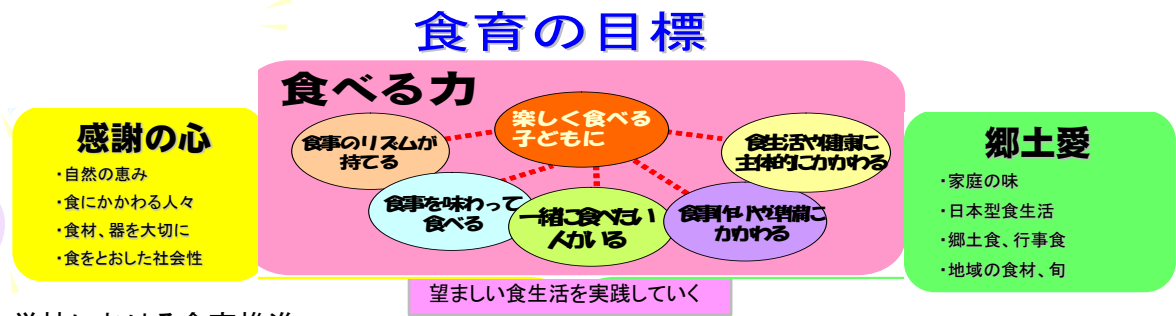 食育の目標
食べる力
楽しく食べる
子どもに
食事のリズムが
持てる
食事を味わって
食べる
一緒に食べたい
人がいる
食事作りや準備に
かかわる
食生活や健康に
主体的にかかわる
感謝の心
・自然の恵み
・食にかかわる人々
・食材、器を大切に
・食をとおした社会性
郷土愛
・家庭の味
・日本型食生活
・郷土食、行事食
・地域の食材、旬
望ましい食生活を実践していく